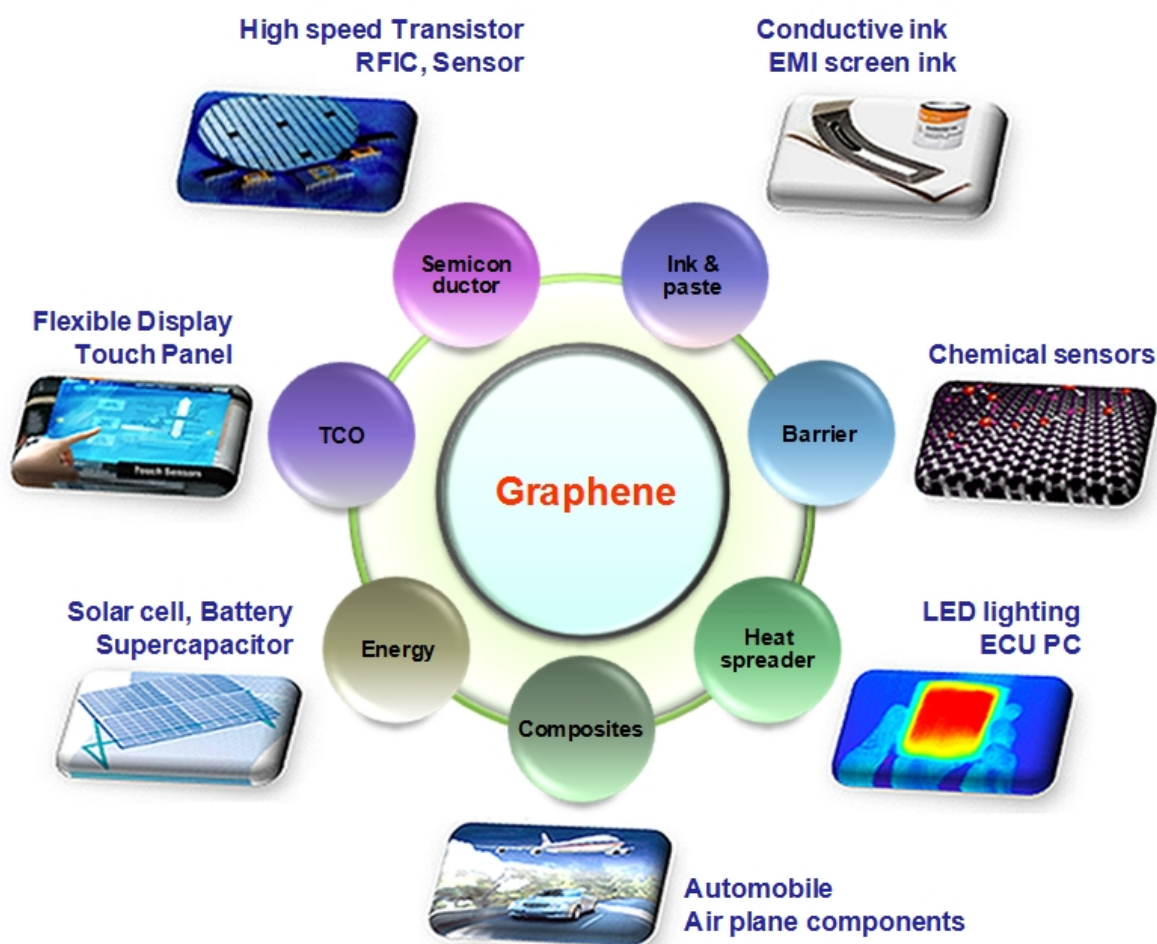 High speed Transistor
RFIC, Sensor
Conductive ink
EMI screen ink
Semicon
ductor
Ink &
paste
Flexible Display
Touch Panel
Touch Sensors
TCO
Barrier
Chemical sensors
Graphene
Solar cell, Battery
Supercapacitor
Energy
Heat
spreader
LED lighting
ECU PC
Composites
Automobile
Air plane components